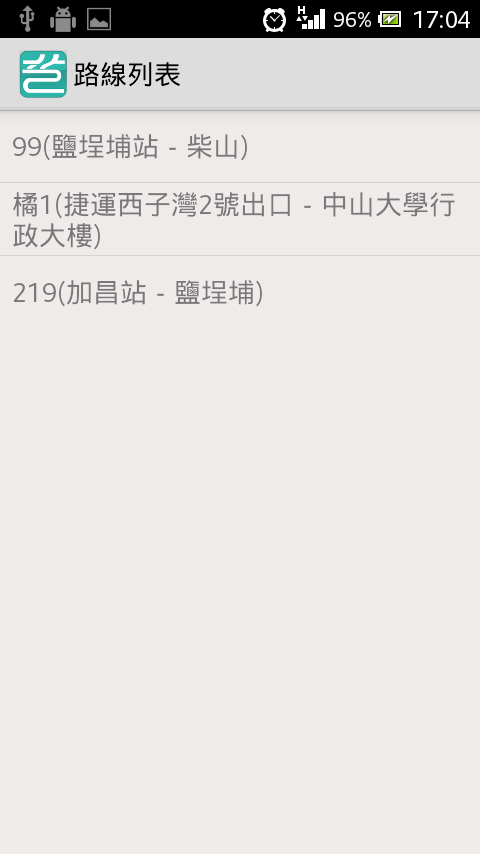 H
96%
17:04
路線列表
99(鹽埕埔站 - 柴山)
橘1(捷運西子灣2號出口 - 中山大學行
政大樓)
219(加昌站 - 鹽埕埔)